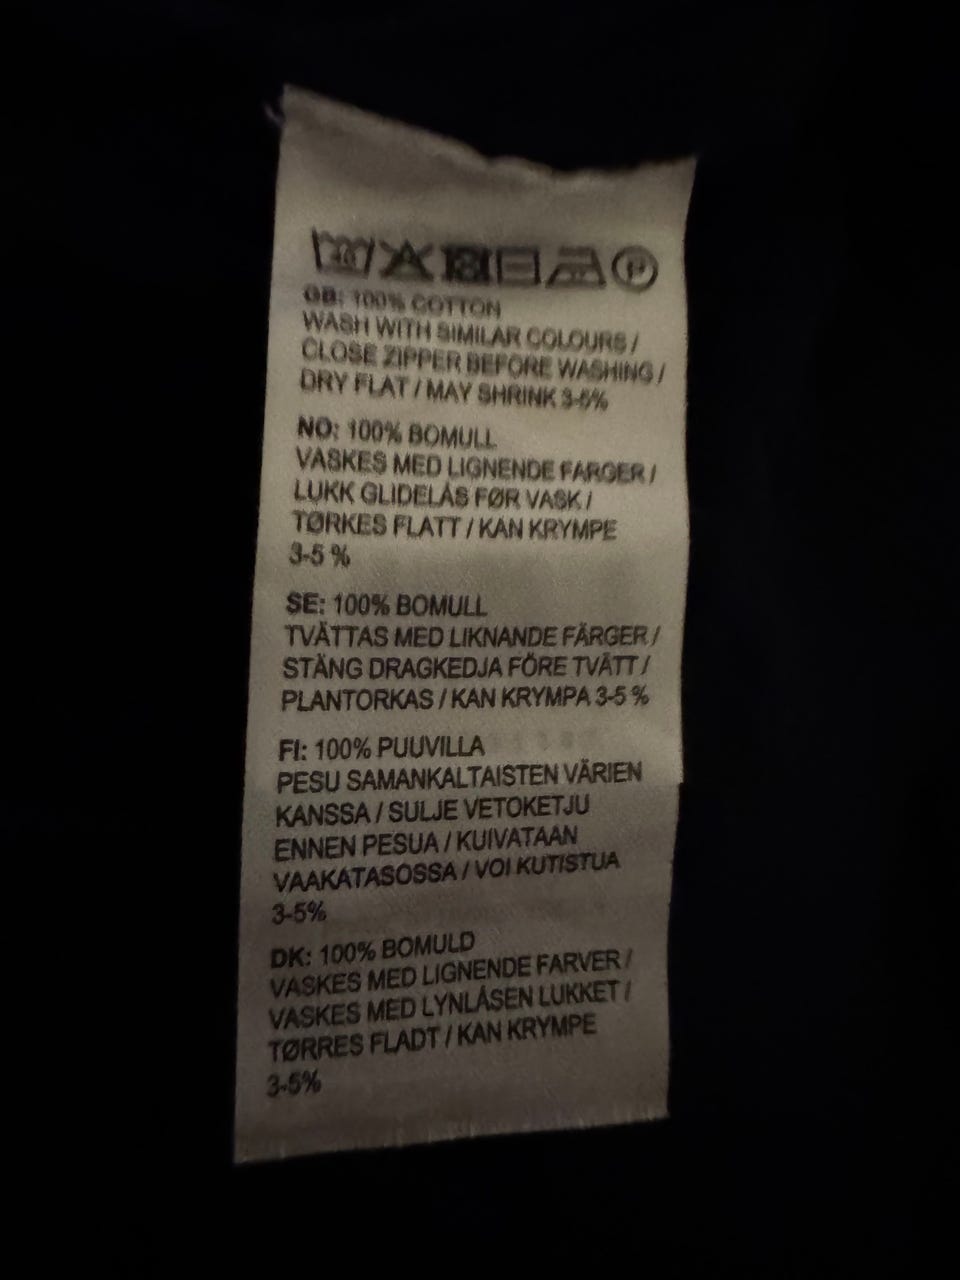 40 P
GB: 100% COTTON
WASH WITH SIMILAR COLOURS /
CLOSE ZIPPER BEFORE WASHING /
DRY FLAT / MAY SHRINK 3-5%
NO: 100% BOMULL
VASKES MED LIGNENDE FARGER /
LUKK GLIDELÅS FØR VASK /
TØRKES FLATT / KAN KRYMPE
3-5 %
SE: 100% BOMULL
TVÄTTAS MED LIKNANDE FÄRGER /
STÄNG DRAGKEDJA FÖRE TVÄTT /
PLANTORKAS / KAN KRYMPA 3-5 %
FI: 100% PUUVILLA
PESU SAMANKALTAISTEN VÄRIEN
KANSSA / SULJE VETOKETJU
ENNEN PESUA / KUIVATAAN
VAAKATASOSSA / VOI KUTISTUA
3-5%
DK: 100% BOMULD
VASKES MED LIGNENDE FARVER /
VASKES MED LYNLÅSEN LUKKET /
TØRRES FLADT / KAN KRYMPE
3-5%